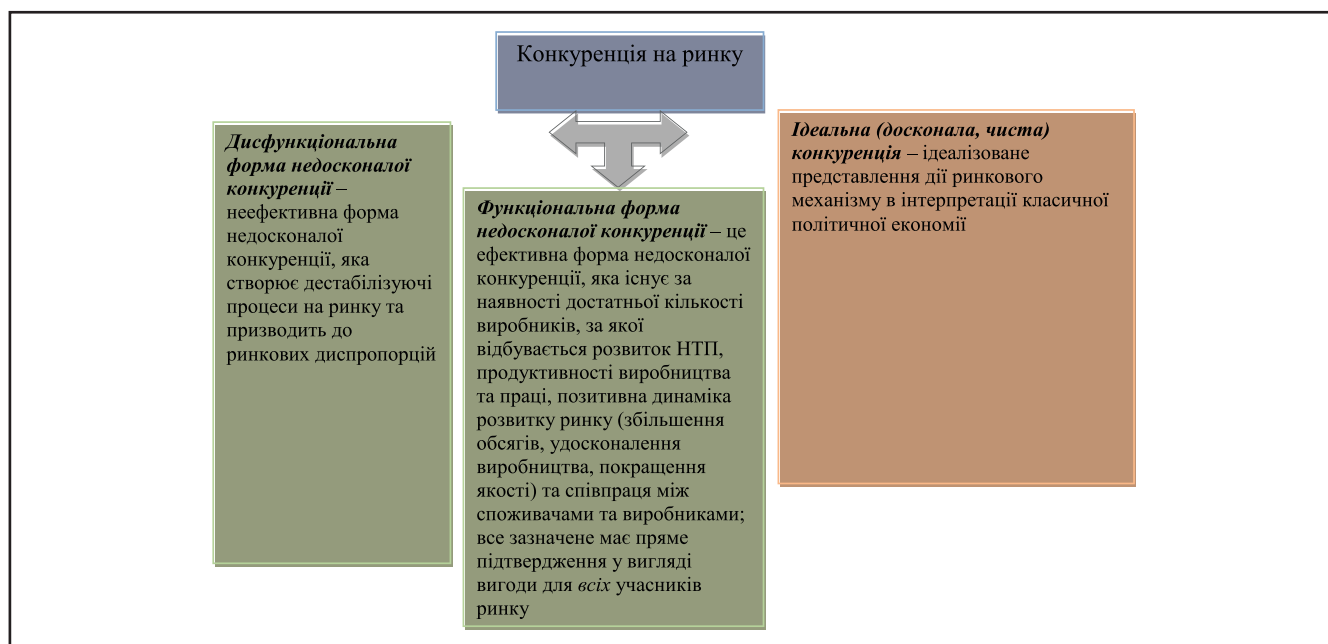 Конкуренція на ринку
Дисфункціональна
форма недосконалої
конкуренції –
неефективна форма
недосконалої
конкуренції, яка
створює дестабілізуючі
процеси на ринку та
призводить до
ринкових диспропорцій
Функціональна форма
недосконалої конкуренції – це
ефективна форма недосконалої
конкуренції, яка існує за
наявності достатньої кількості
виробників, за якої
відбувається розвиток НТП,
продуктивності виробництва
та праці, позитивна динаміка
розвитку ринку (збільшення
обсягів, удосконалення
виробництва, покращення
якості) та співпраця між
споживачами та виробниками;
все зазначене має пряме
підтвердження у вигляді
вигоди для всіх учасників
ринку
Ідеальна (досконала, чиста)
конкуренція – ідеалізоване
представлення дії ринкового
механізму в інтерпретації класичної
політичної економії